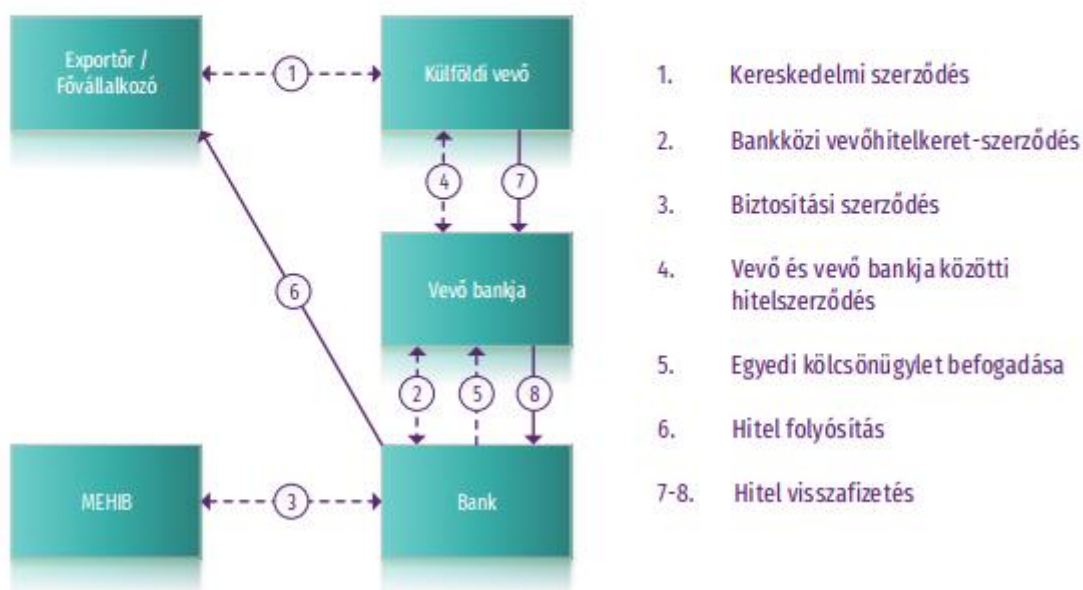 Exportőr /
Fővállalkozó
1
Külföldi vevő
4
7
6
Vevő bankja
2
5
8
MEHIB
3
Bank
1. Kereskedelmi szerződés
2. Bankközi vevőhitelkeret-szerződés
3. Biztosítási szerződés
4. Vevő és vevő bankja közötti
hitelszerződés
5. Egyedi kölcsönügylet befogadása
6. Hitel folyósítás
7-8. Hitel visszafizetés